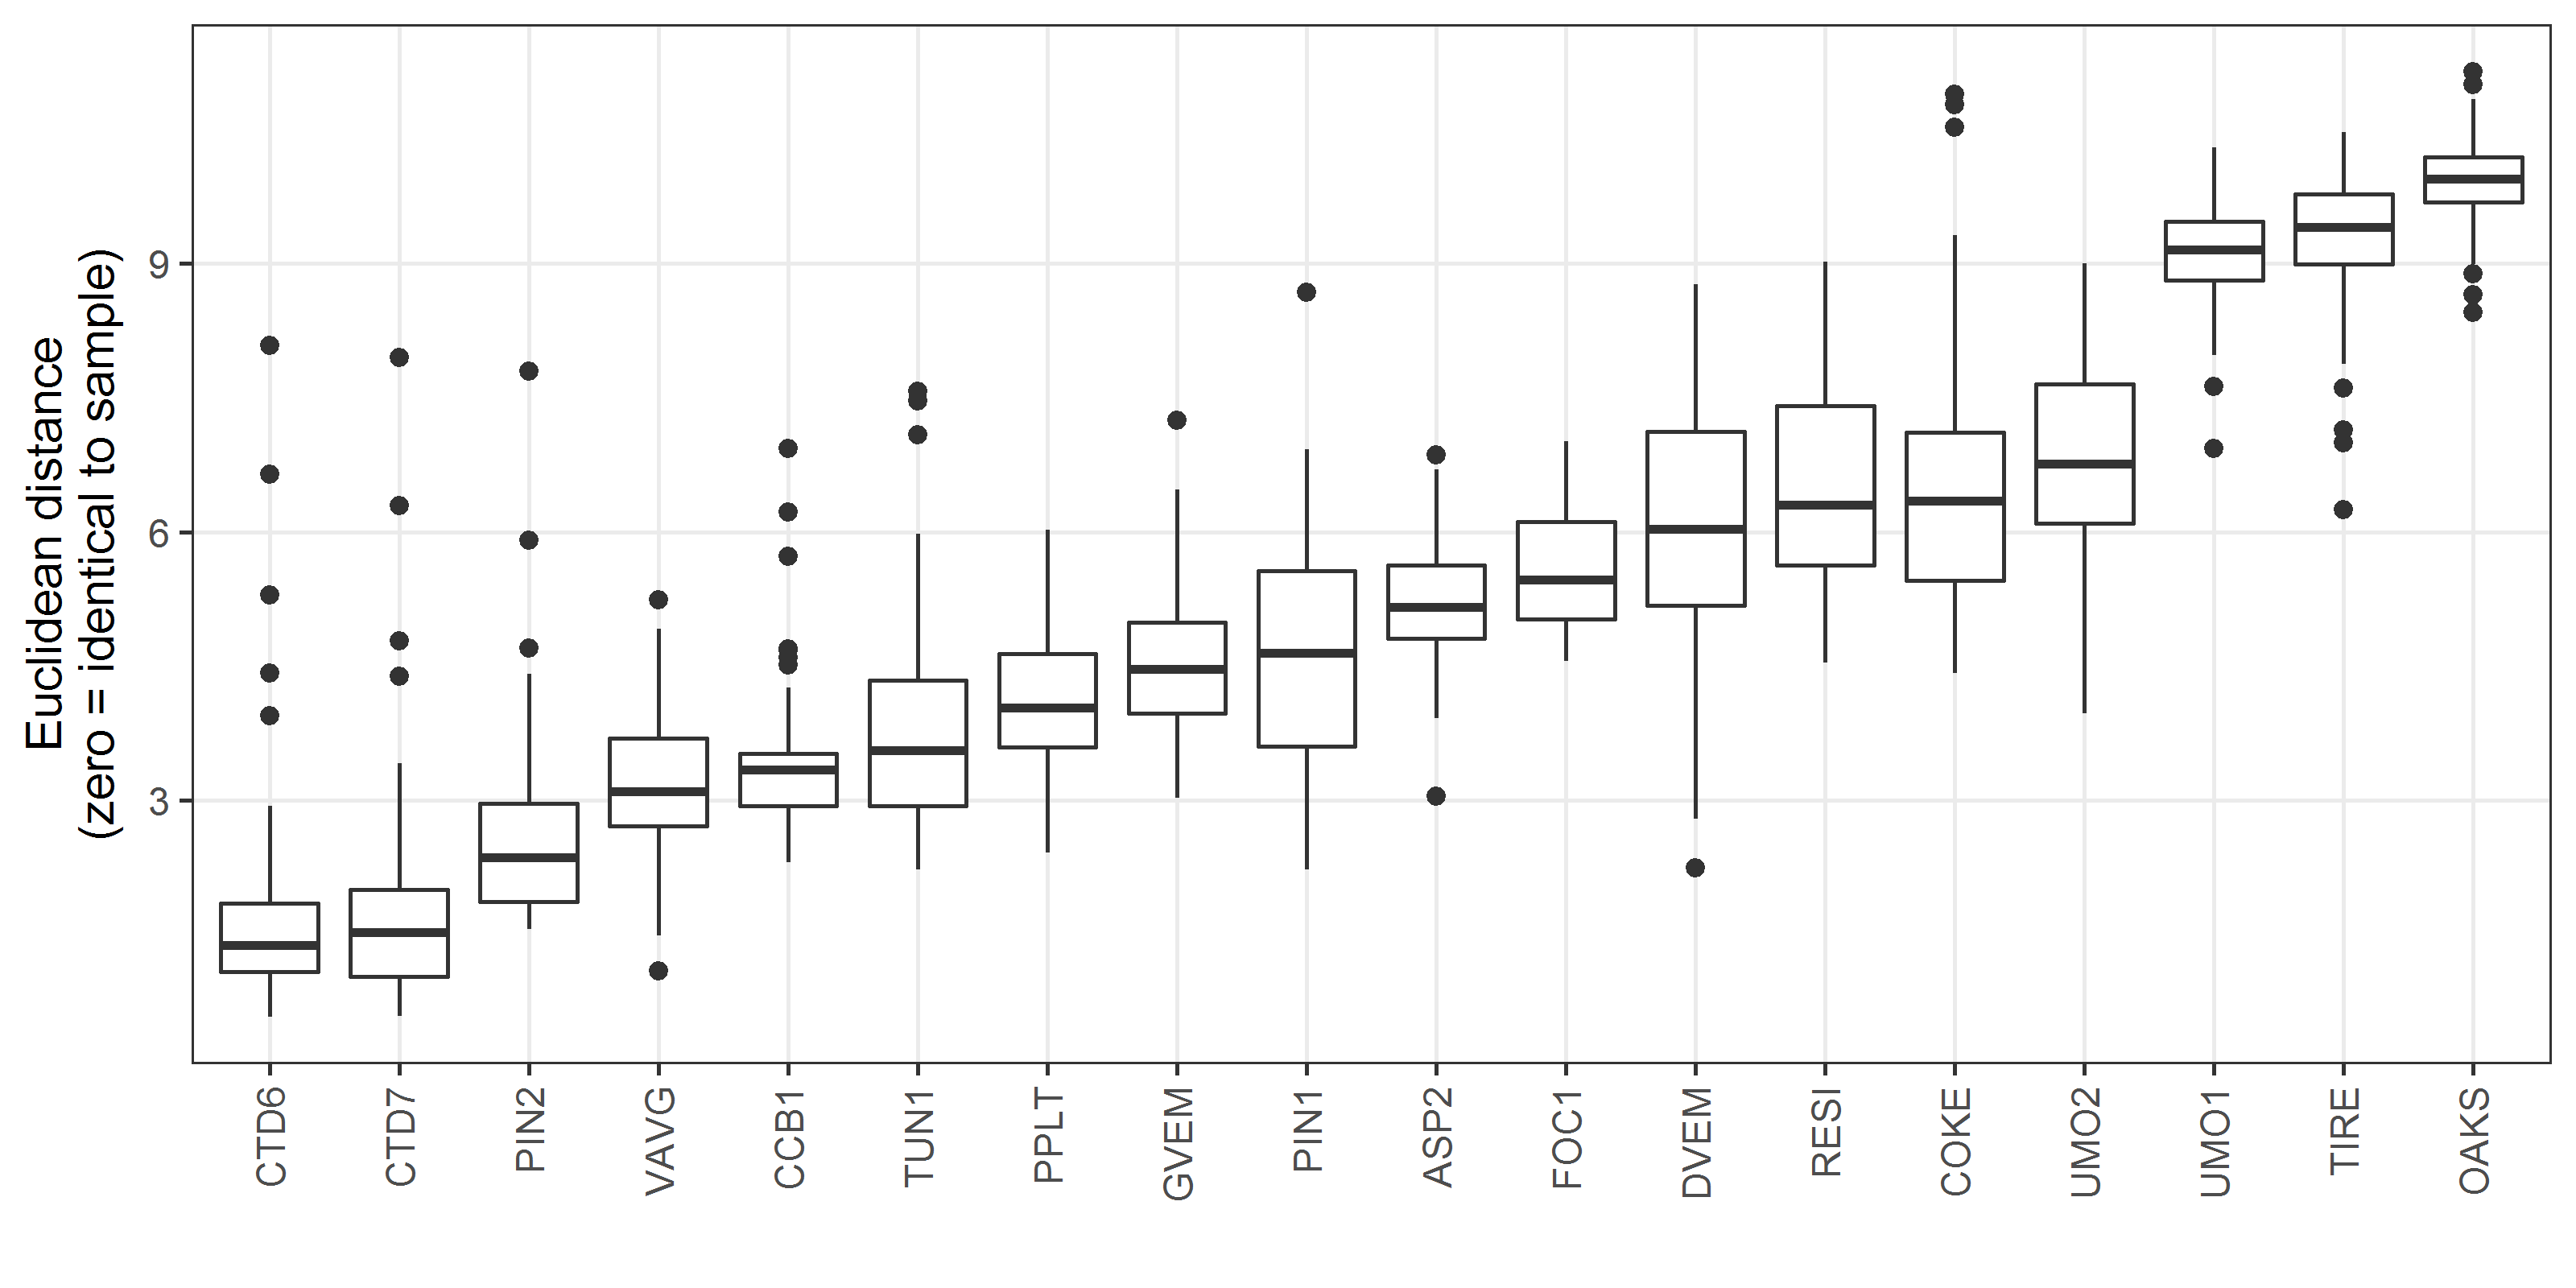 Euclidean distance
(zero = identical to sample)
9
6
3
CTD6
CTD7
PIN2
VAVG
CCB1
TUN1
PPLT
GVEM
PIN1
ASP2
FOC1
DVEM
RESI
COKE
UMO2
UMO1
TIRE
OAKS